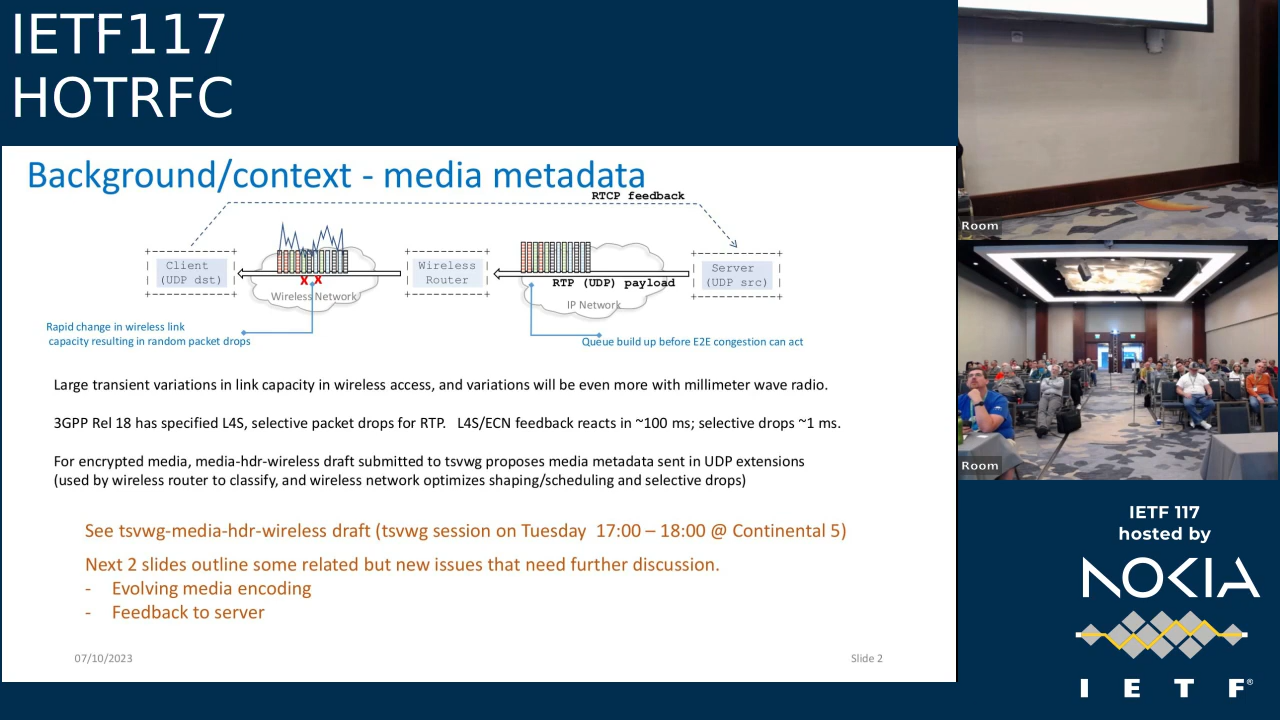 IETF117
HOTRFC
Background/context - media metadata
RTCP feedback
Client
(UDP dst)
Wireless
Router
Server
(UDP src)
X X
Wireless Network
RTP (UDP) payload
IP Network
Rapid change in wireless link
capacity resulting in random packet drops
Queue build up before E2E congestion can act
Large transient variations in link capacity in wireless access, and variations will be even more with millimeter wave radio.
3GPP Rel 18 has specified L4S, selective packet drops for RTP. L4S/ECN feedback reacts in ~100 ms; selective drops ~1 ms.
For encrypted media, media-hdr-wireless draft submitted to tsvwg proposes media metadata sent in UDP extensions
(used by wireless router to classify, and wireless network optimizes shaping/scheduling and selective drops)
See tsvwg-media-hdr-wireless draft (tsvwg session on Tuesday 17:00 – 18:00 @ Continental 5)
Next 2 slides outline some related but new issues that need further discussion.
- Evolving media encoding
- Feedback to server
07/10/2023
Slide 2
Room
Room
IETF 117
hosted by
NOKIA
I E T F®